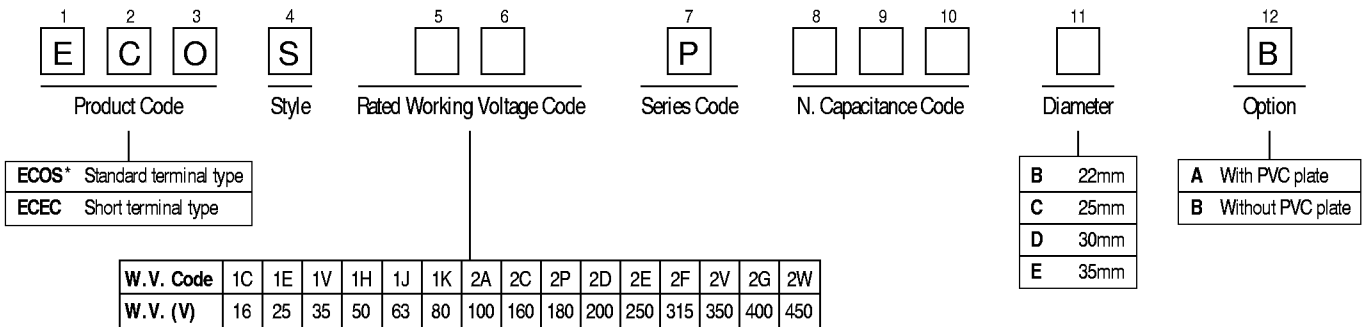 1 2 3 4 5 6 7 8 9 10 11 12
E C O S P B
Product Code Style Rated Working Voltage Code Series Code N. Capacitance Code Diameter Option
ECOS* Standard terminal type
ECEC Short terminal type
B 22mm
C 25mm
D 30mm
E 35mm
A With PVC plate
B Without PVC plate
W.V. Code 1C 1E 1V 1H 1J 1K 2A 2C 2P 2D 2E 2F 2V 2G 2W
W.V. (V) 16 25 35 50 63 80 100 160 180 200 250 315 350 400 450